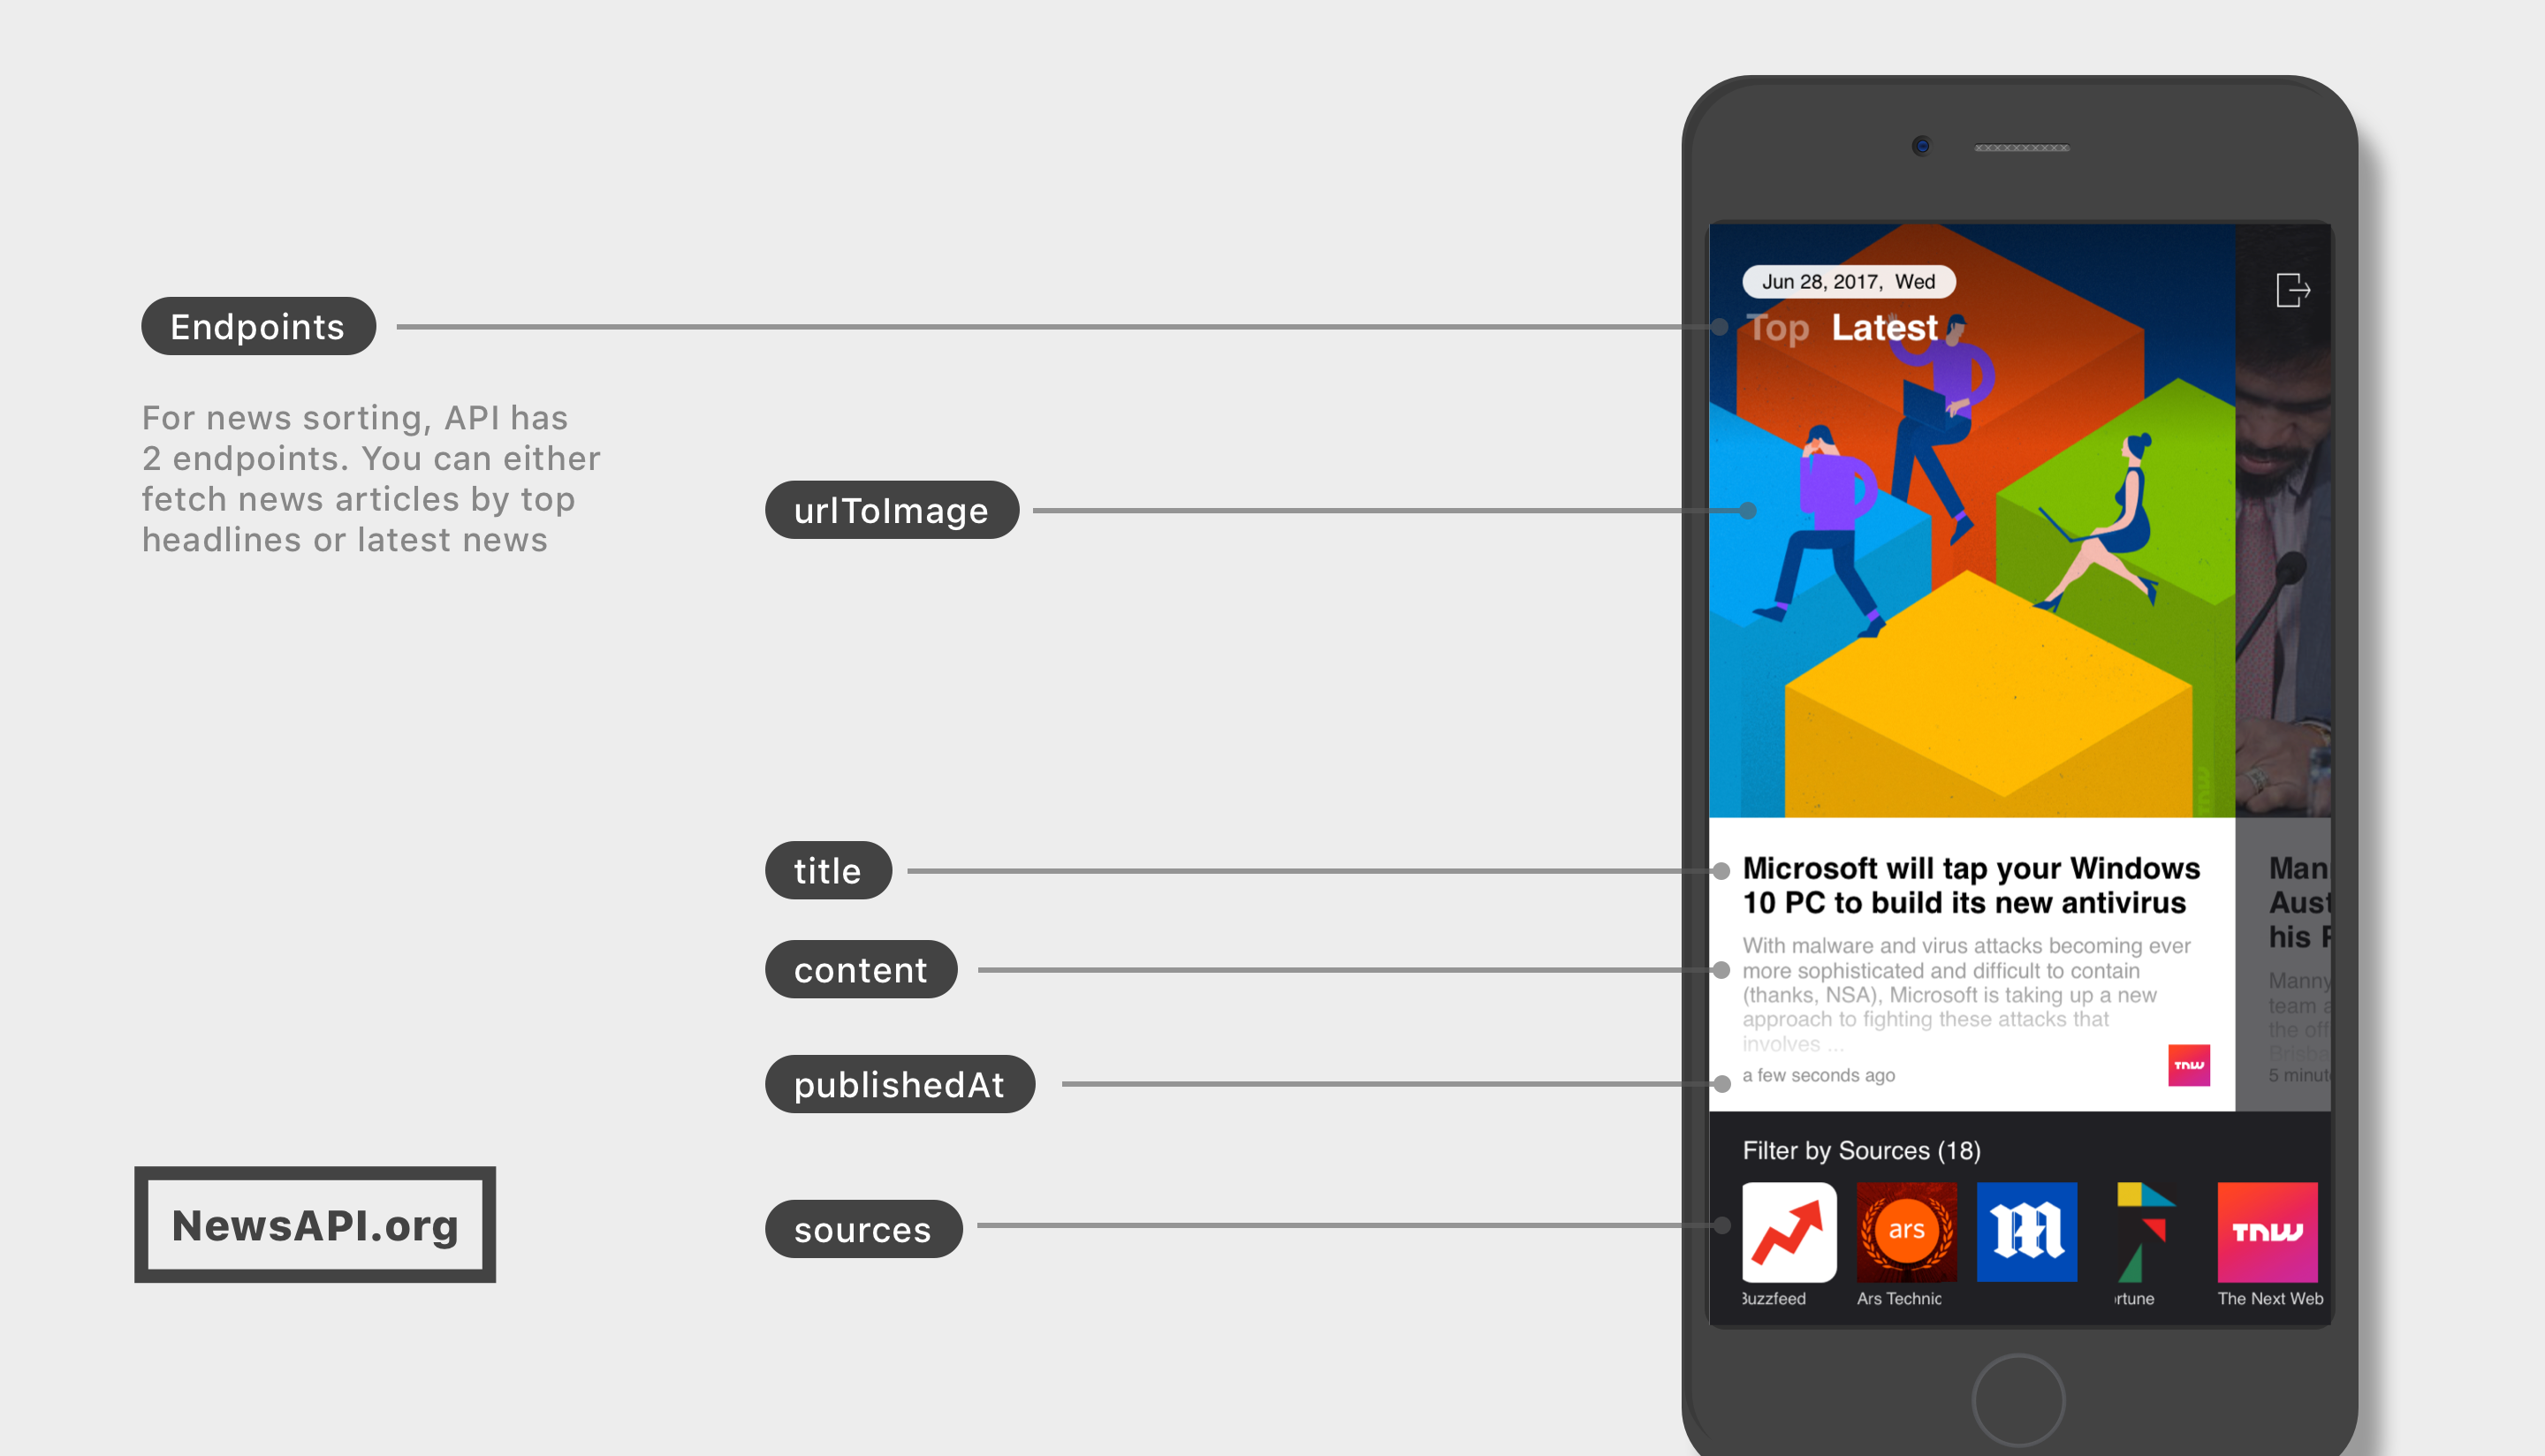 Endpoints
For news sorting, API has
2 endpoints. You can either
fetch news articles by top
headlines or latest news
NewsAPI.org
urlToImage
title
content
publishedAt
sources
Jun 28, 2017, Wed
Top Latest
TNW
Microsoft will tap your Windows
10 PC to build its new antivirus
With malware and virus attacks becoming ever
more sophisticated and difficult to contain
(thanks, NSA), Microsoft is taking up a new
approach to fighting these attacks that
involves ...
a few seconds ago
TNW
Man
Aust
his
Manny
team a
the off
Brisba
5 minut
Filter by Sources (18)
ars
m
TNW
Buzzfeed
Ars Technic
rtune
The Next Web